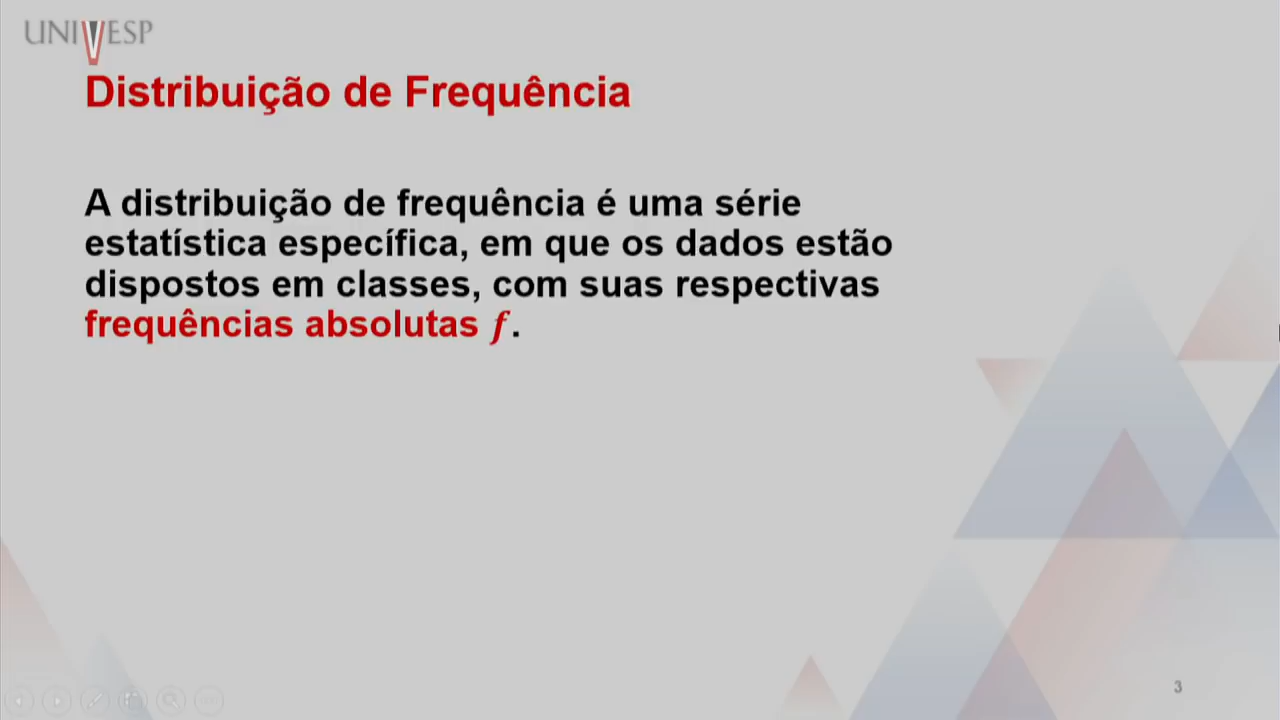 UNIVESP
Distribuição de Frequência
A distribuição de frequência é uma série
estatística específica, em que os dados estão
dispostos em classes, com suas respectivas
frequências absolutas f.
3